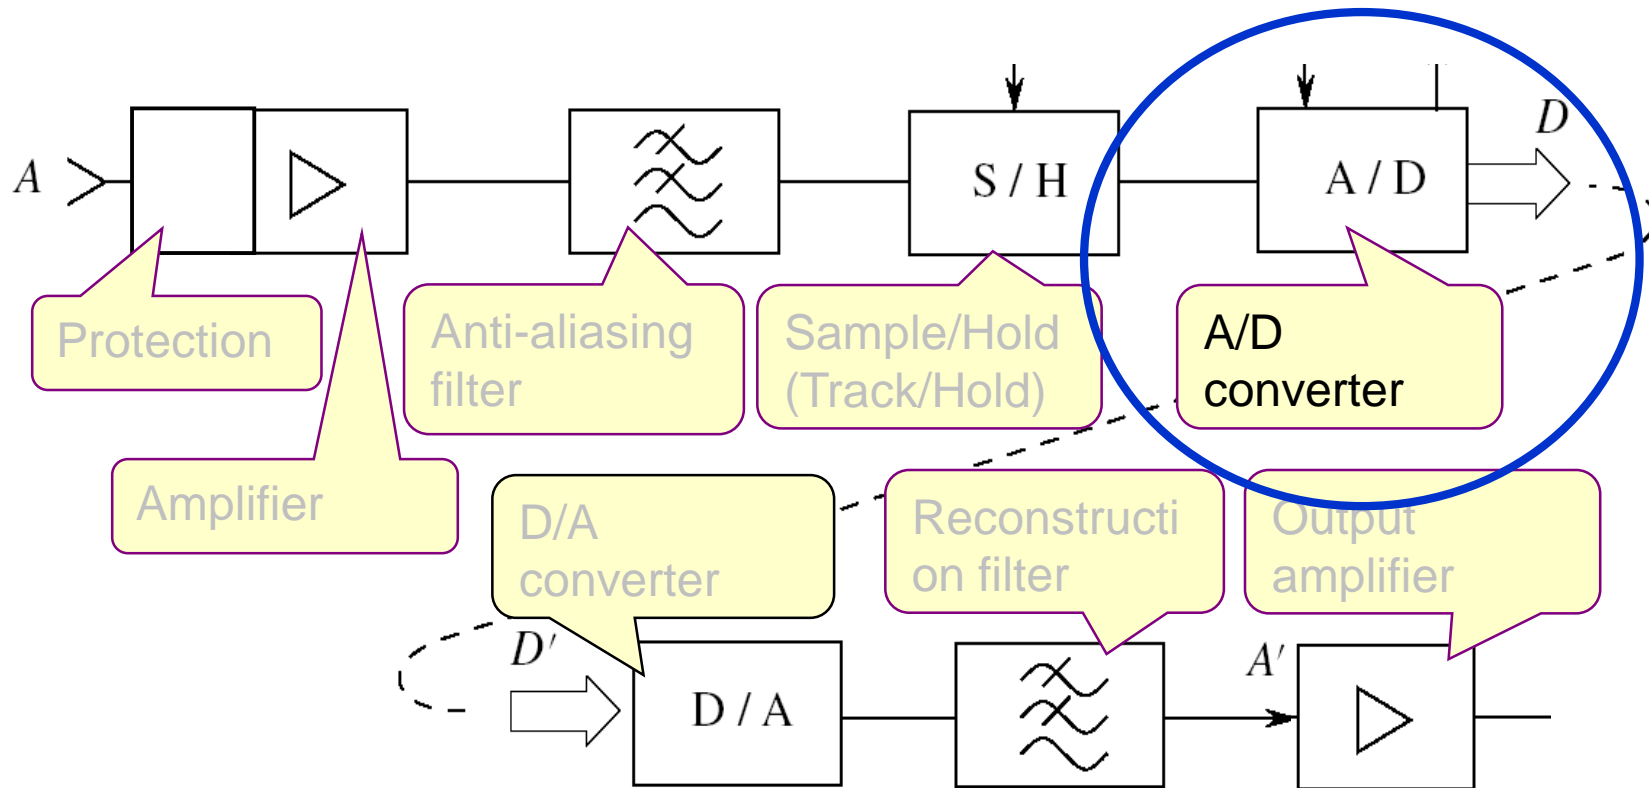 D
A
S / H
A / D
Protection
Anti-aliasing
filter
Sample/Hold
(Track/Hold)
A/D
converter
Amplifier
D/A
converter
Reconstructi
on filter
Output
amplifier
D'
A'
D / A